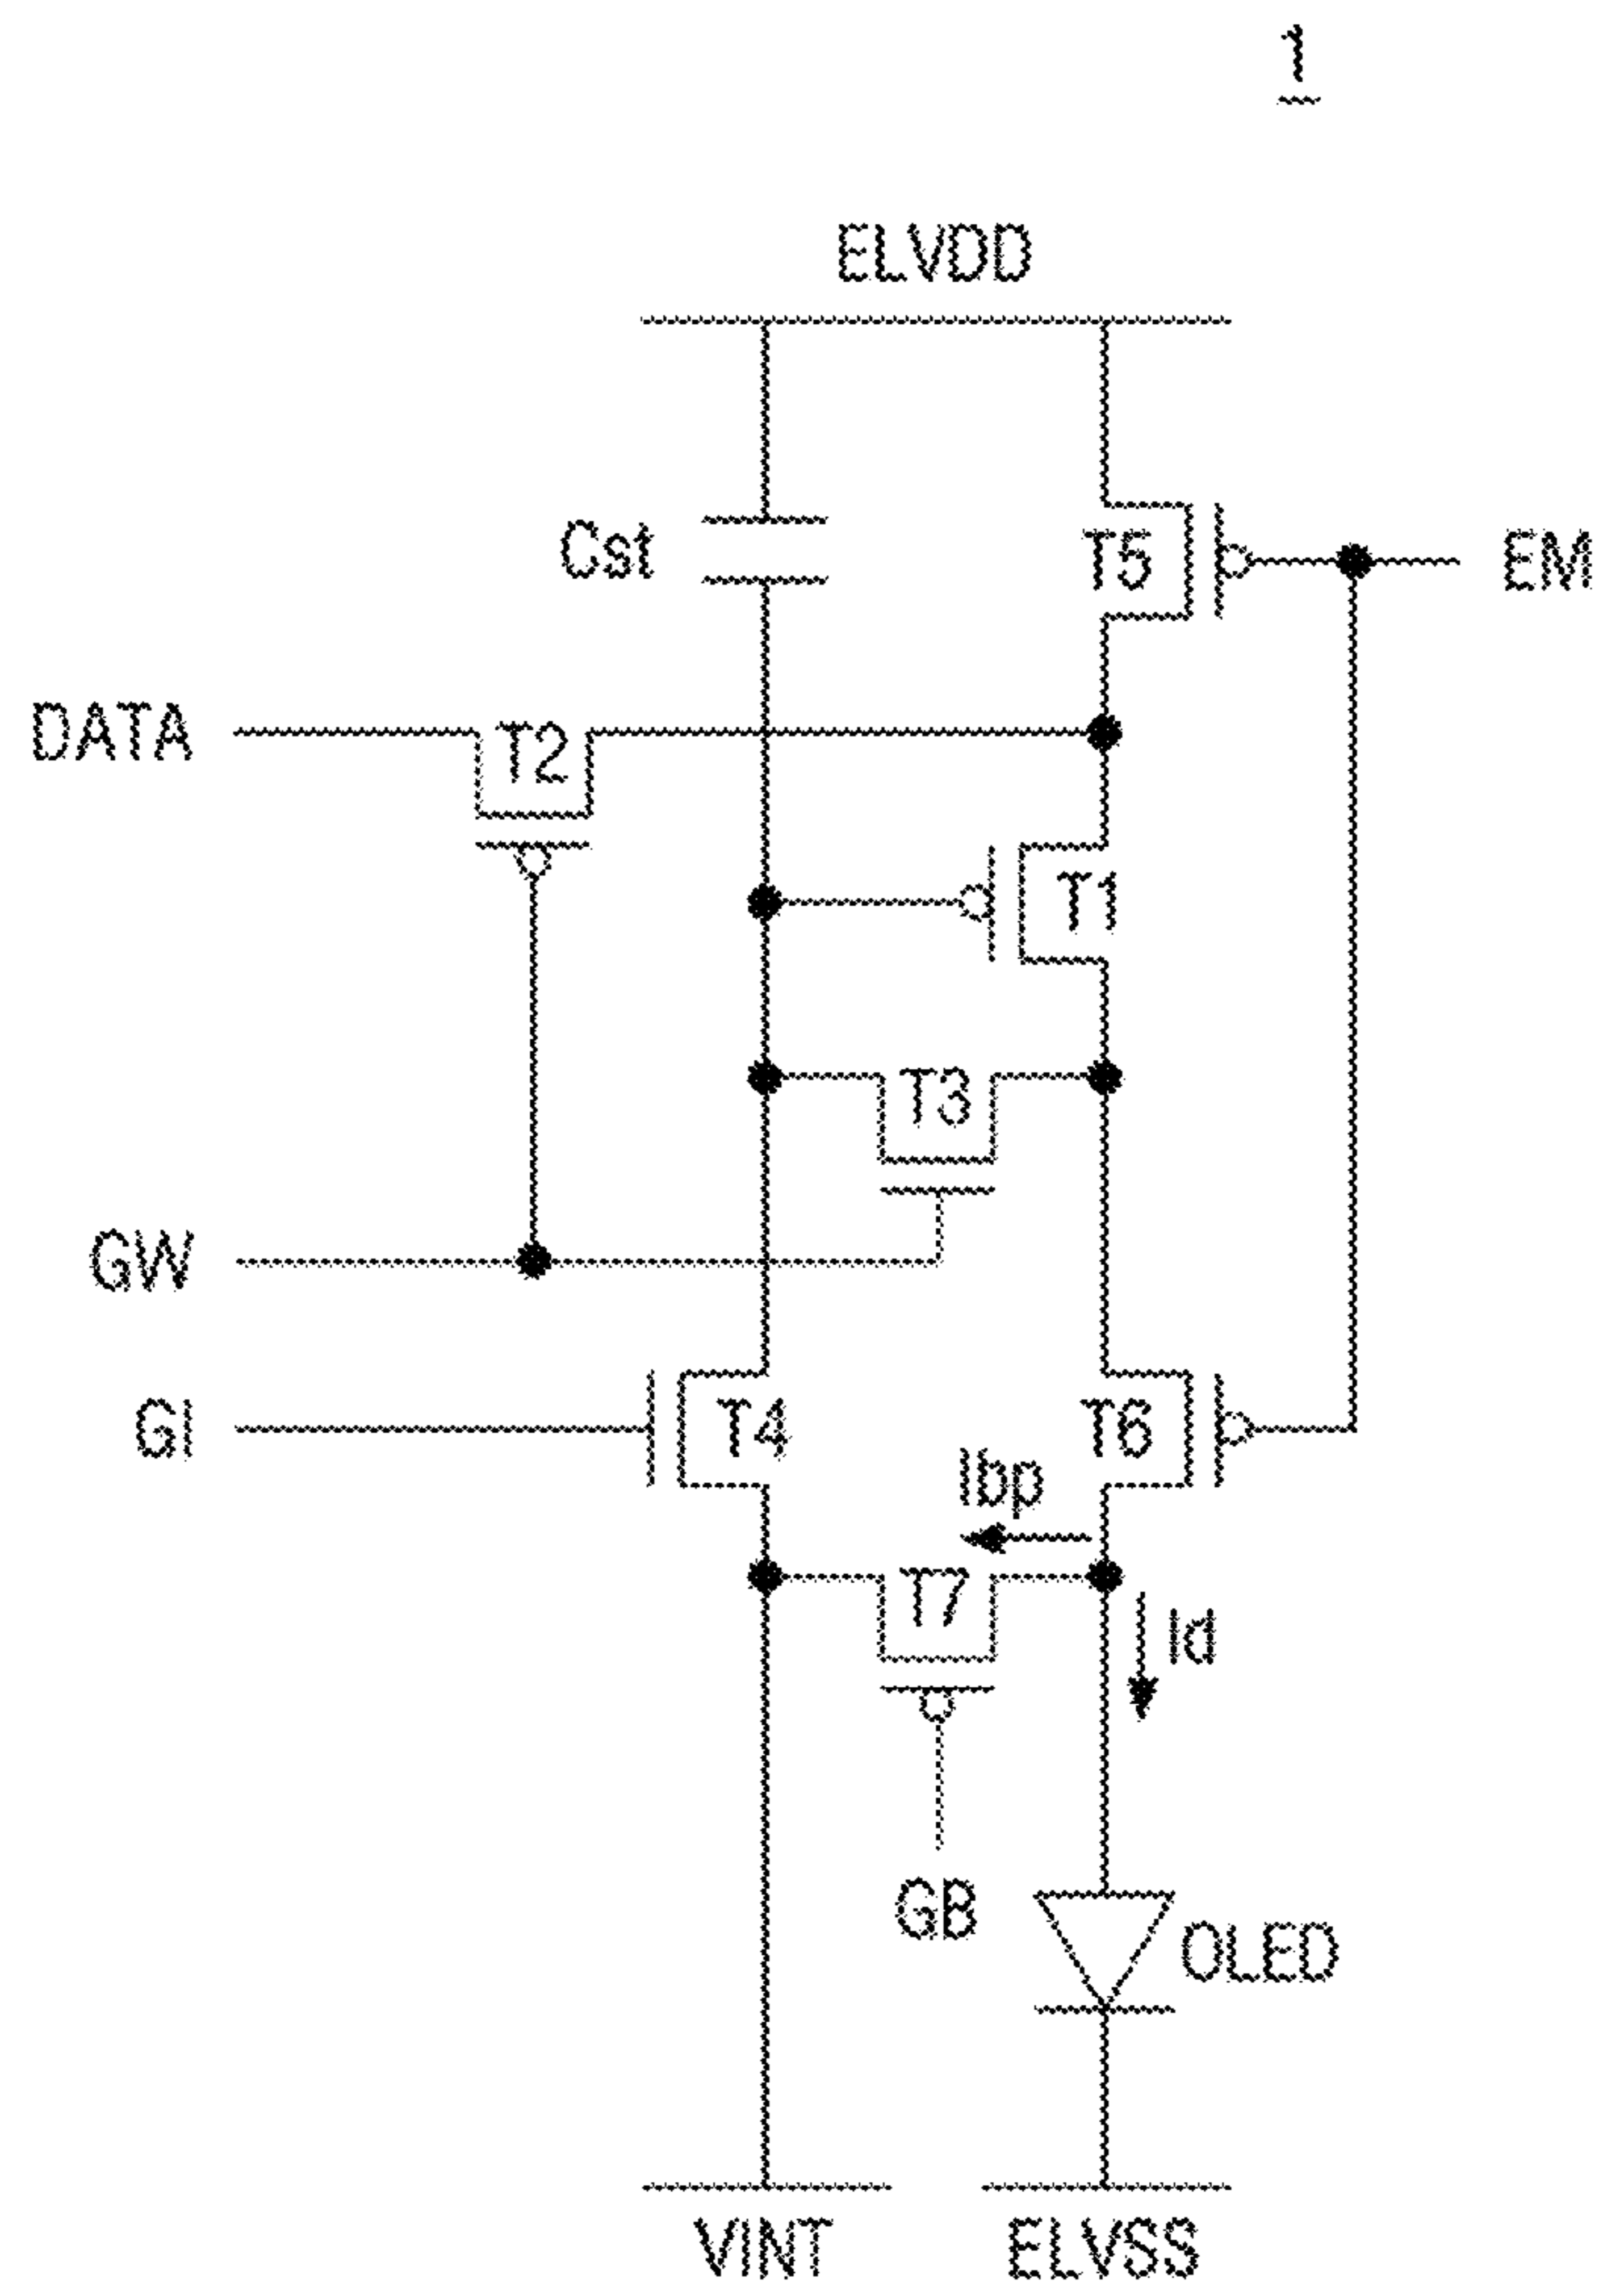 1
ELVDD
Cst
T5
EM
DATA
T2
T1
T3
GW
GI
T4
T6
Ibp
T7
Id
GB
OLED
VINT
ELVSS